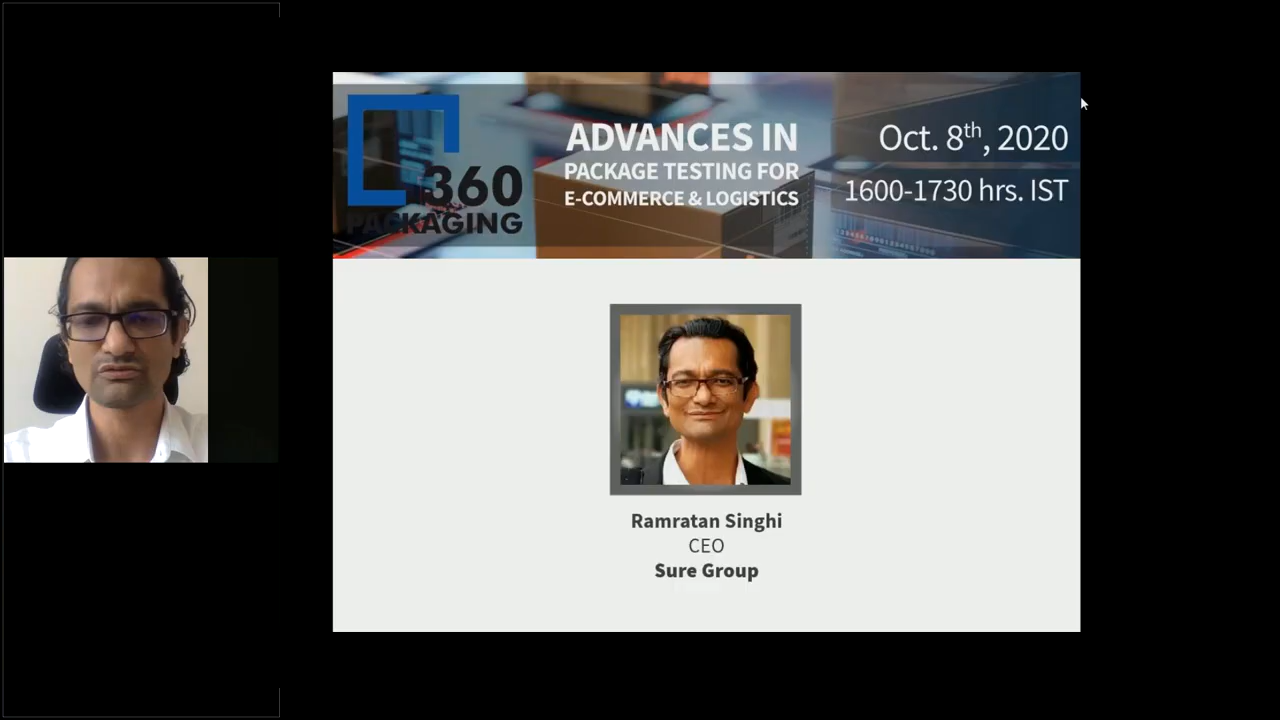 360
PACKAGING
ADVANCES IN
PACKAGE TESTING FOR
E-COMMERCE & LOGISTICS
Oct. 8th, 2020
1600-1730 hrs. IST
Ramratan Singhi
CEO
Sure Group